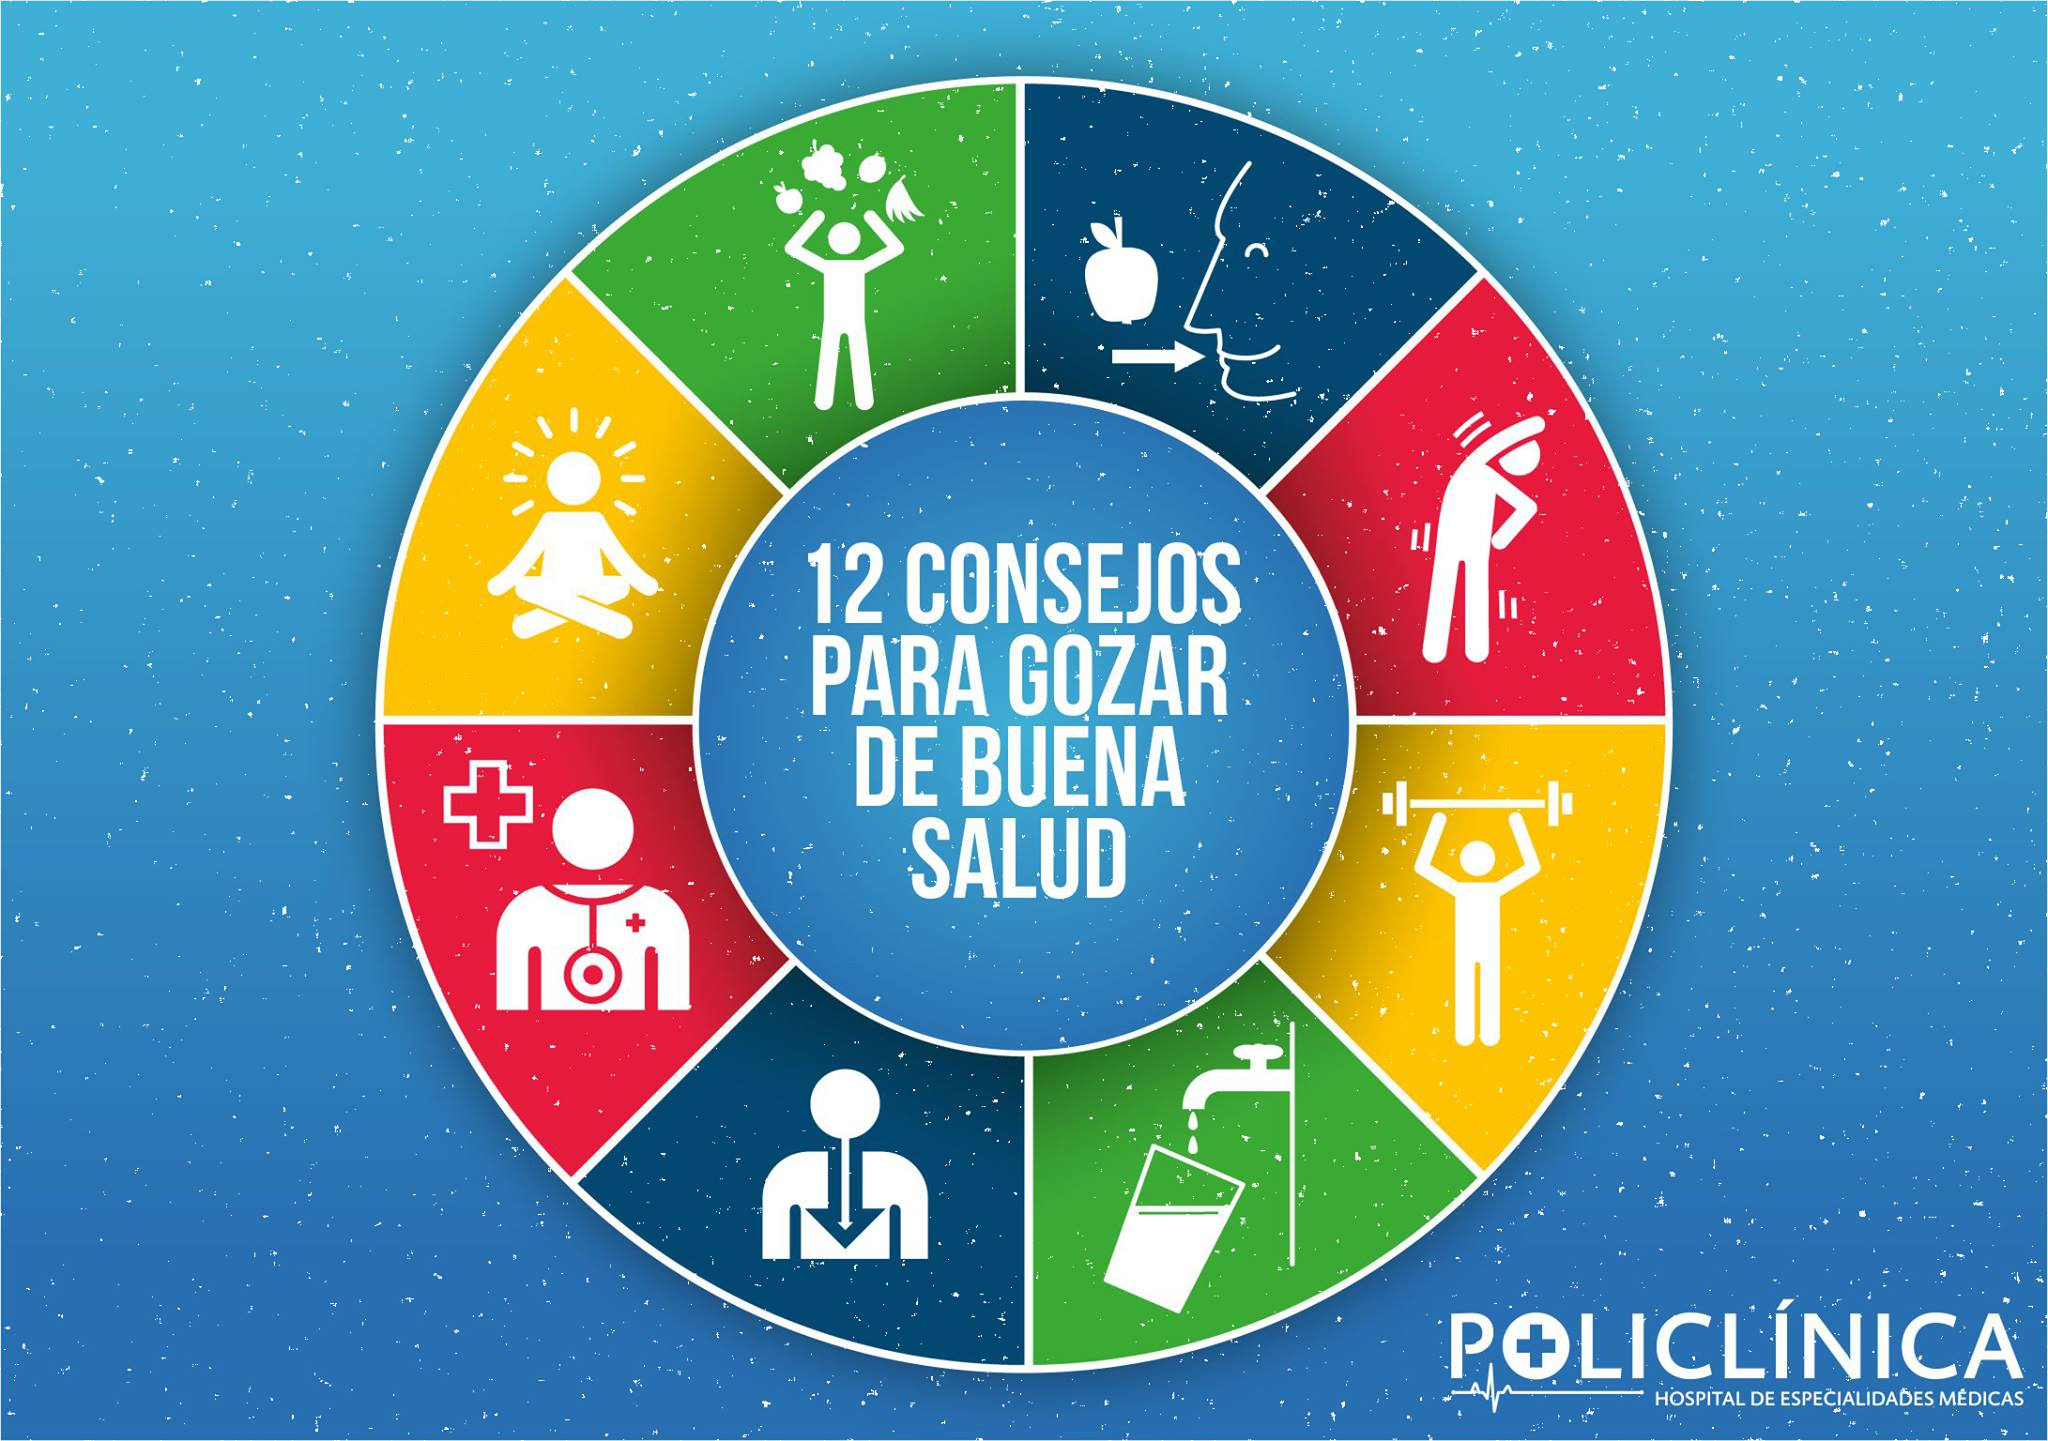 12 CONSEJOS
PARA GOZAR
DE BUENA
SALUD
POLICLÍNICA
HOSPITAL DE ESPECIALIDADES MÉDICAS